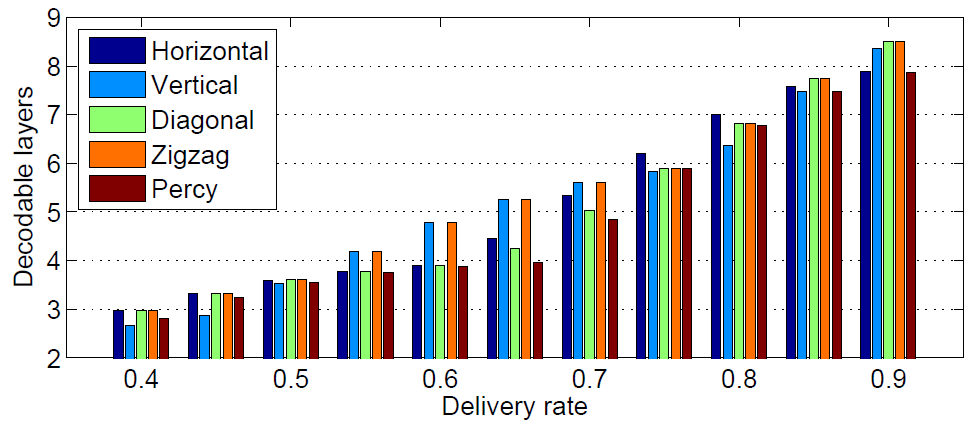 Decodable layers
9
8
7
6
5
4
3
2
Horizontal
Vertical
Diagonal
Zigzag
Percy
0.4 0.5 0.6 0.7 0.8 0.9
Delivery rate